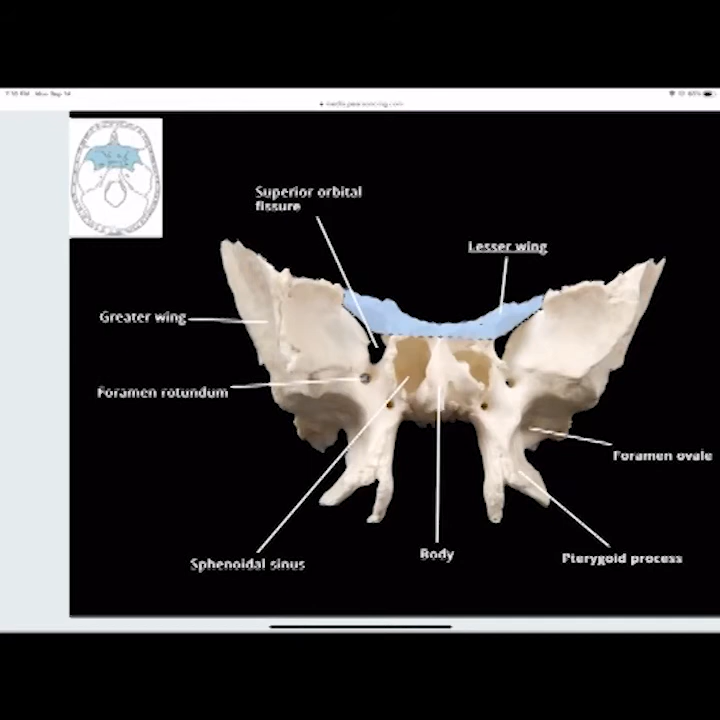 Superior orbital
fissure
Lesser wing
Greater wing
Foramen rotundum
Foramen ovale
Body
Pterygoid process
Sphenoidal sinus